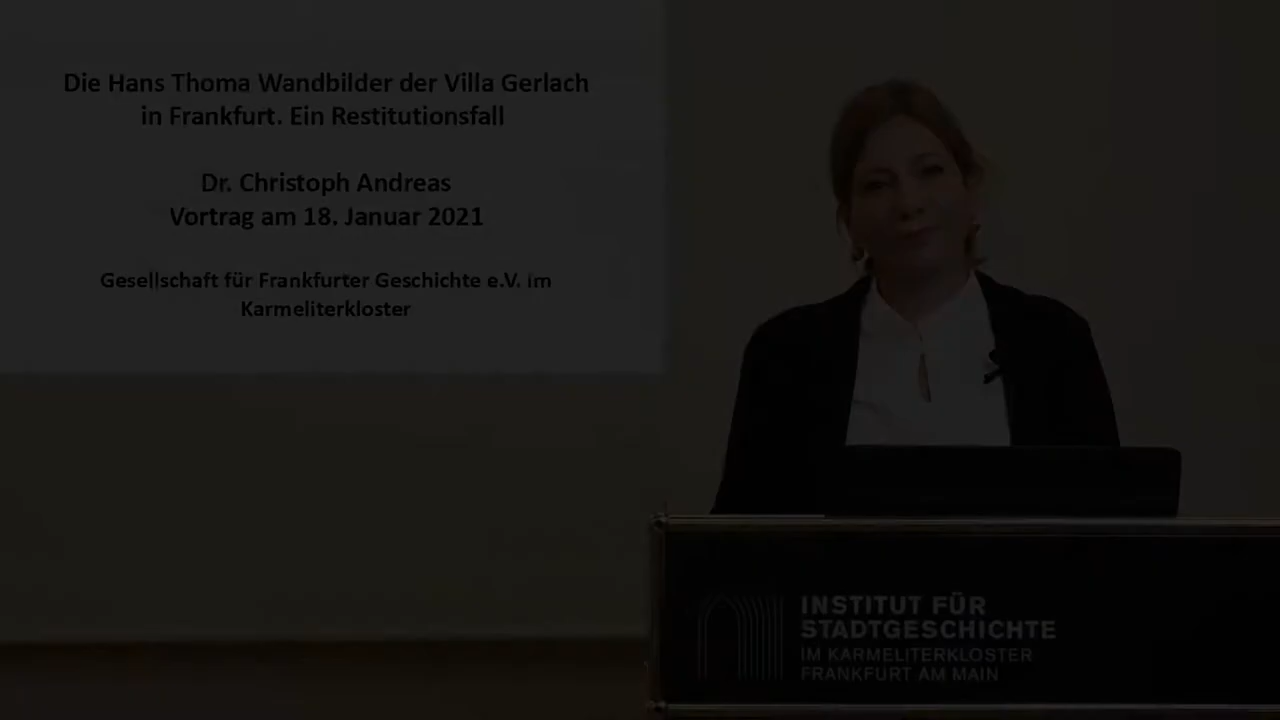 Die Hans Thoma Wandbilder der Villa Gerlach
in Frankfurt. Ein Restitutionsfall
Dr. Christoph Andreas
Vortrag am 18. Januar 2021
Gesellschaft für Frankfurter Geschichte e.V. im
Karmeliterkloster
INSTITUT FÜR
STADTGESCHICHTE
IM KARMELITERKLOSTER
FRANKFURT AM MAIN